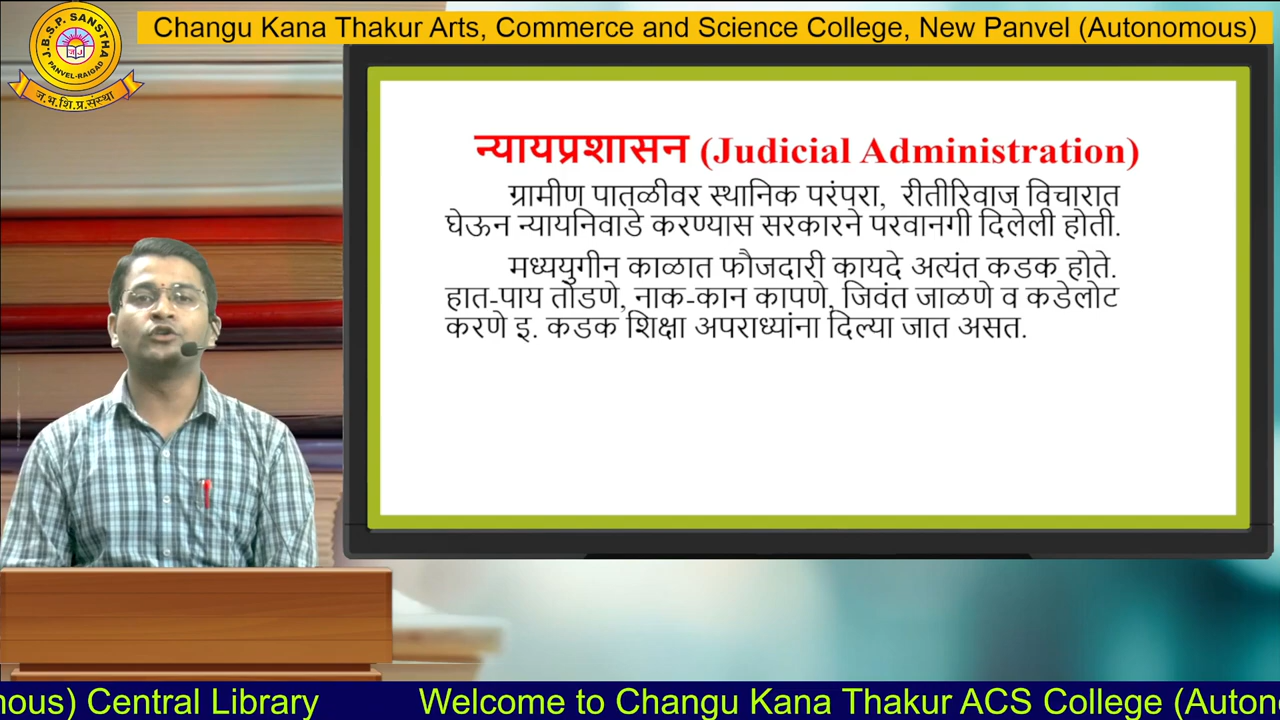 Changu Kana Thakur Arts, Commerce and Science College, New Panvel (Autonomous)
J.B.S.P. SANSTHA
PANVEL-RAIGAD
ज.भ.शि.प्र.संस्था
न्यायप्रशासन (Judicial Administration)
ग्रामीण पातळीवर स्थानिक परंपरा, रीतीरिवाज विचारात
घेऊन न्यायनिवाडे करण्यास सरकारने परवानगी दिलेली होती.
मध्ययुगीन काळात फौजदारी कायदे अत्यंत कडक होते.
हात-पाय तोडणे, नाक-कान कापणे, जिवंत जाळणे व कडेलोट
करणे इ. कडक शिक्षा अपराध्यांना दिल्या जात असत.
nous) Central Library Welcome to Changu Kana Thakur ACS College (Auton